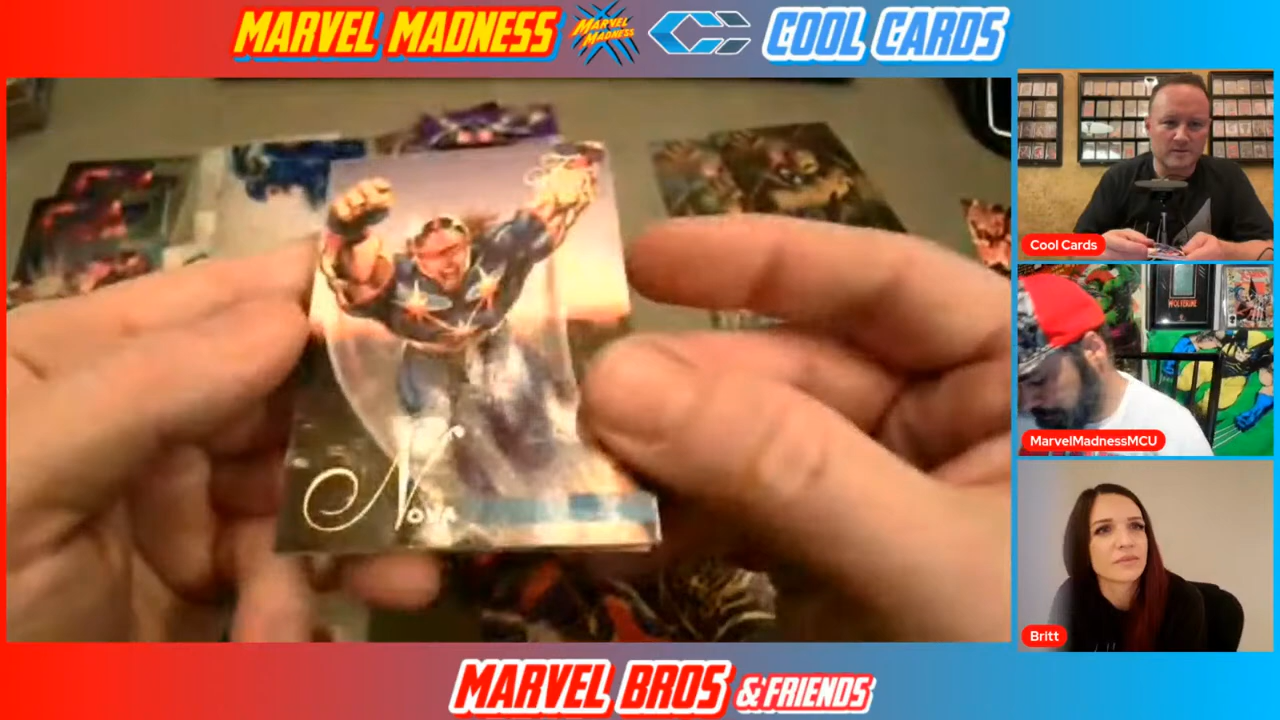 MARVEL MADNESS
MARVEL MADNESS
COOL CARDS
Nova
Cool Cards
WOLVERINE
MarvelMadnessMCU
Britt
MARVEL BROS & FRIENDS